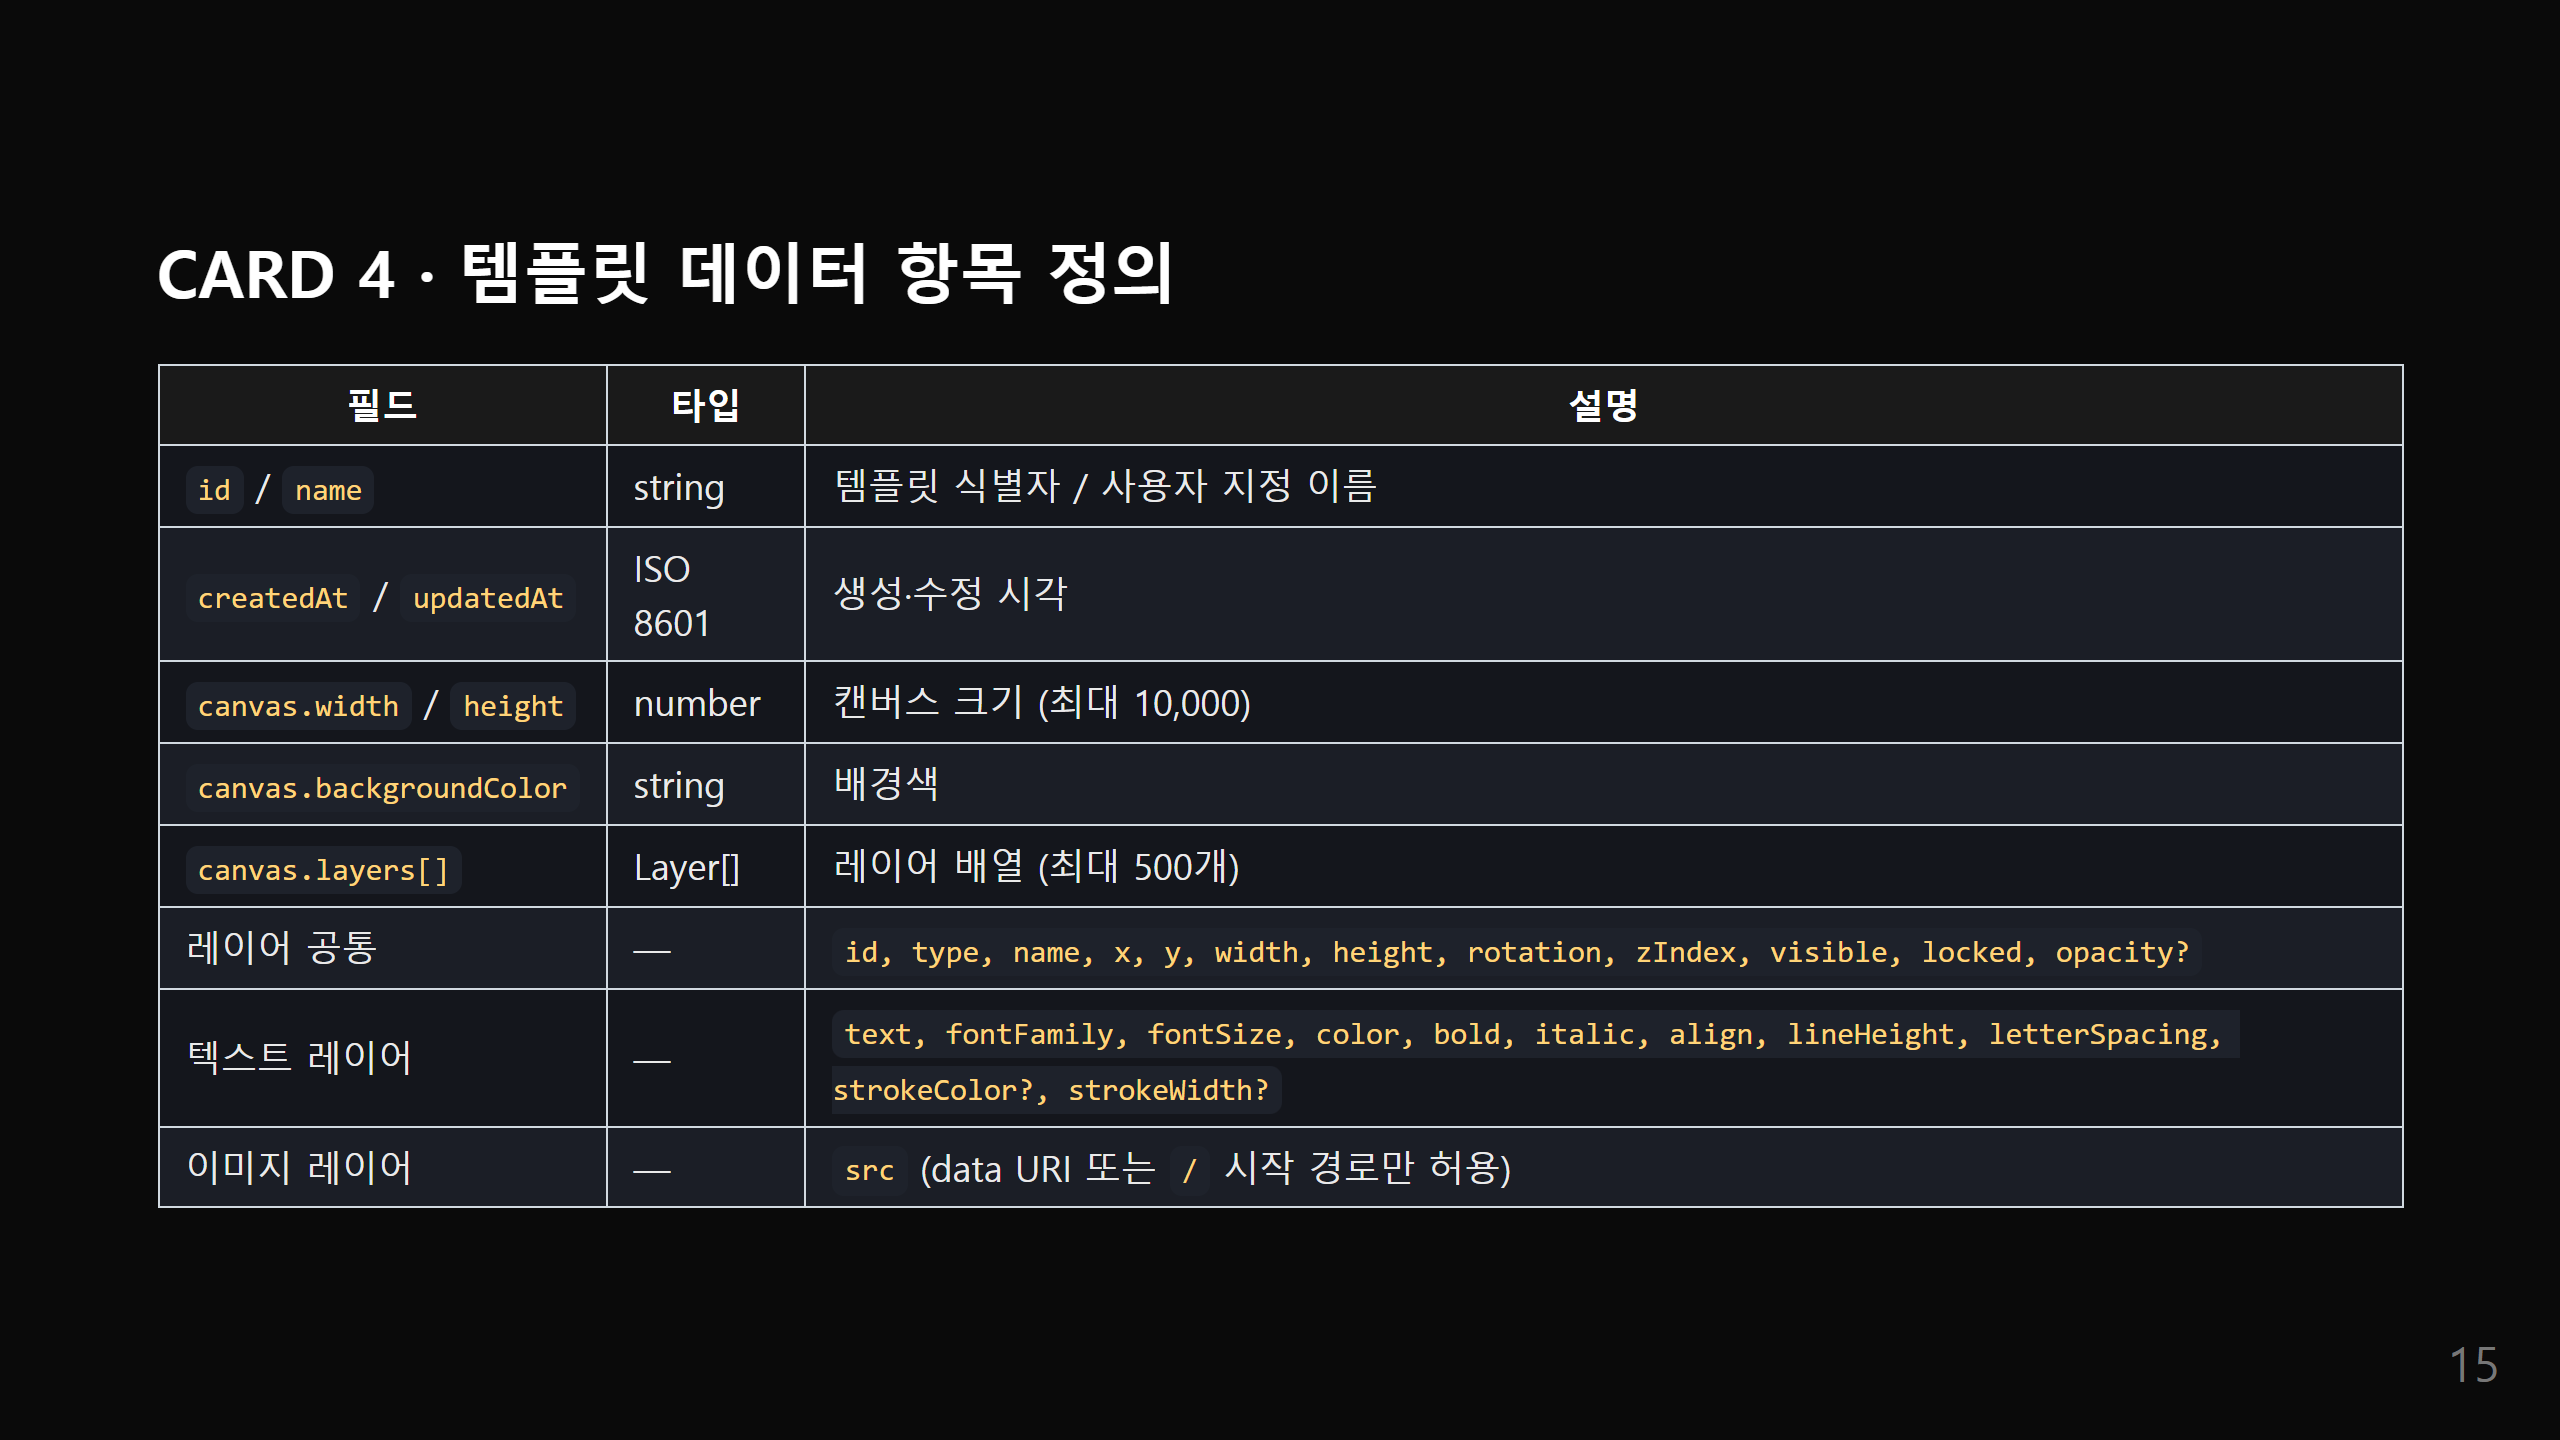 CARD 4 · 템플릿 데이터 항목 정의
필드 타입 설명
id / name string 템플릿 식별자 / 사용자 지정 이름
createdAt / updatedAt ISO 8601 생성·수정 시각
canvas.width / height number 캔버스 크기 (최대 10,000)
canvas.backgroundColor string 배경색
canvas.layers[] Layer[] 레이어 배열 (최대 500개)
레이어 공통 — id, type, name, x, y, width, height, rotation, zIndex, visible, locked, opacity?
텍스트 레이어 — text, fontFamily, fontSize, color, bold, italic, align, lineHeight, letterSpacing,
strokeColor?, strokeWidth?
이미지 레이어 — src (data URI 또는 / 시작 경로만 허용)
15